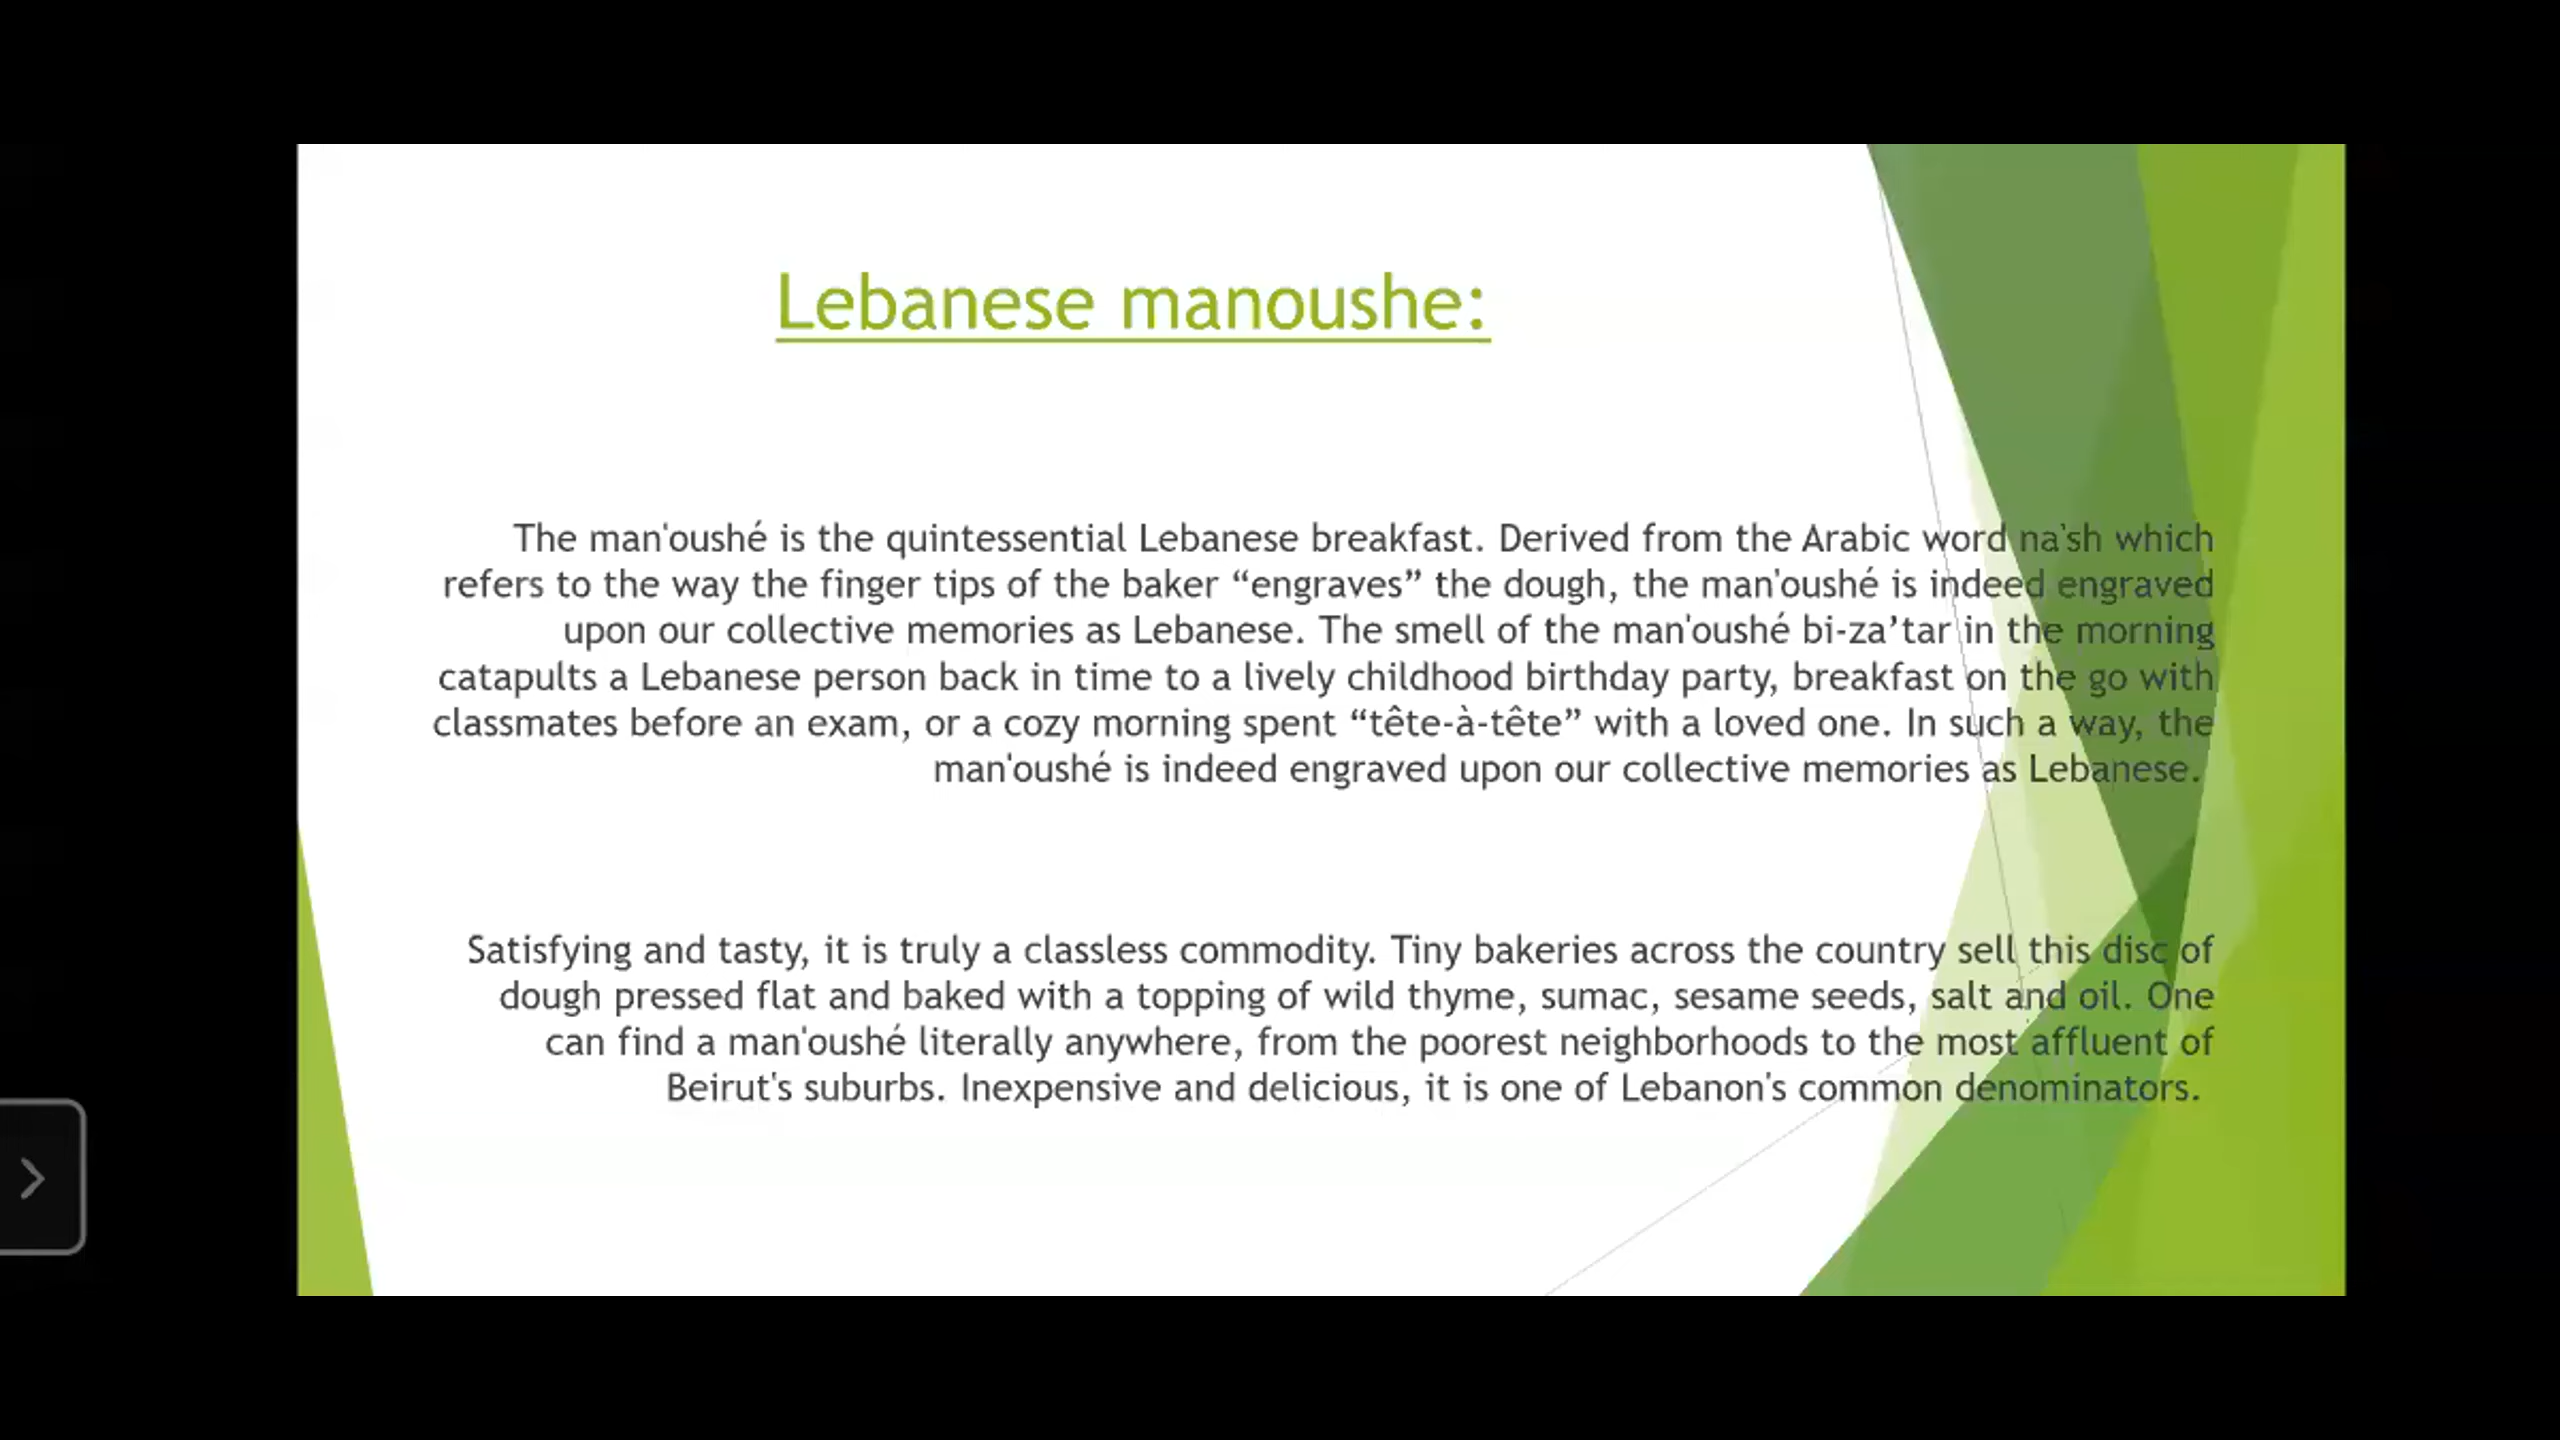 Lebanese manoushe:
The man'oushé is the quintessential Lebanese breakfast. Derived from the Arabic word na'sh which
refers to the way the finger tips of the baker “engraves” the dough, the man'oushé is indeed engraved
upon our collective memories as Lebanese. The smell of the man'oushé bi-za’tar in the morning
catapults a Lebanese person back in time to a lively childhood birthday party, breakfast on the go with
classmates before an exam, or a cozy morning spent “tête-à-tête” with a loved one. In such a way, the
man'oushé is indeed engraved upon our collective memories as Lebanese.
Satisfying and tasty, it is truly a classless commodity. Tiny bakeries across the country sell this disc of
dough pressed flat and baked with a topping of wild thyme, sumac, sesame seeds, salt and oil. One
can find a man'oushé literally anywhere, from the poorest neighborhoods to the most affluent of
Beirut's suburbs. Inexpensive and delicious, it is one of Lebanon's common denominators.